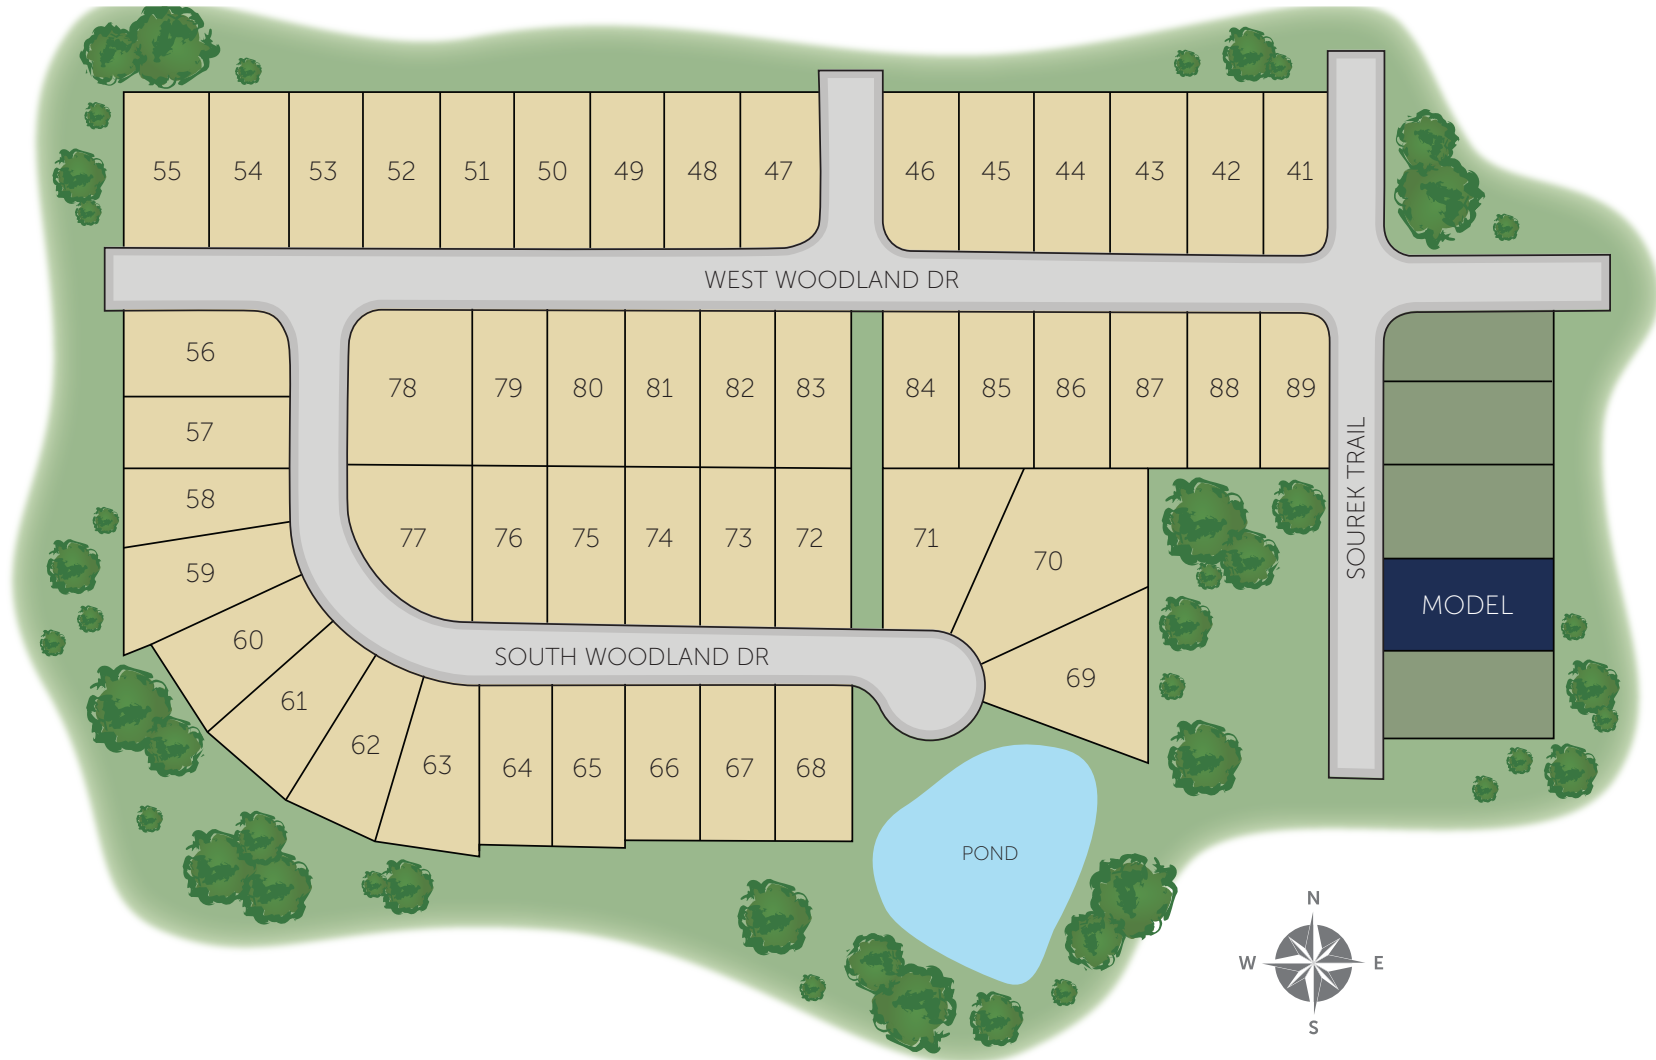 55 54 53 52 51 50 49 48 47 46 45 44 43 42 41
WEST WOODLAND DR
56
78 79 80 81 82 83 84 85 86 87 88 89
57
58
SOUREK TRAIL
77 76 75 74 73 72 71
70
59
MODEL
60
SOUTH WOODLAND DR
69
61
62
63 64 65 66 67 68
POND
N
W E
S